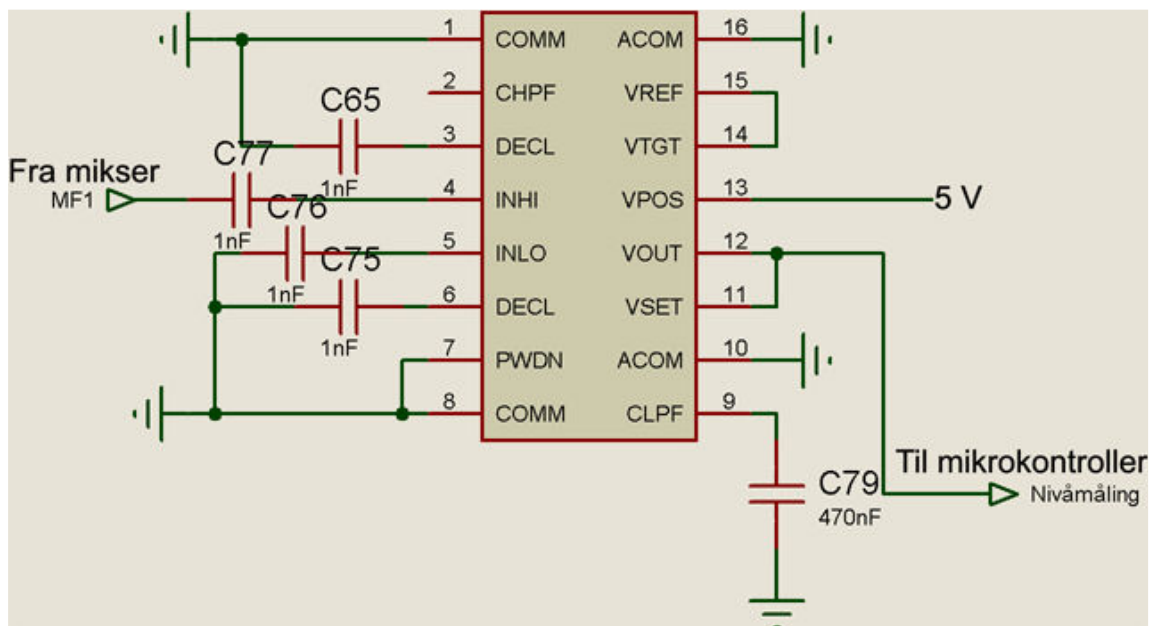 1 COMM ACOM 16
2 CHPF VREF 15
C65
3 DECL VTGT 14
1nF
Fra mikser
MF1
C77
1nF
4 INHI VPOS 13 5 V
C76
1nF
5 INLO VOUT 12
C75
1nF
6 DECL VSET 11
7 PWDN ACOM 10
8 COMM CLPF 9
Til mikrokontroller
Nivåmåling
C79
470nF